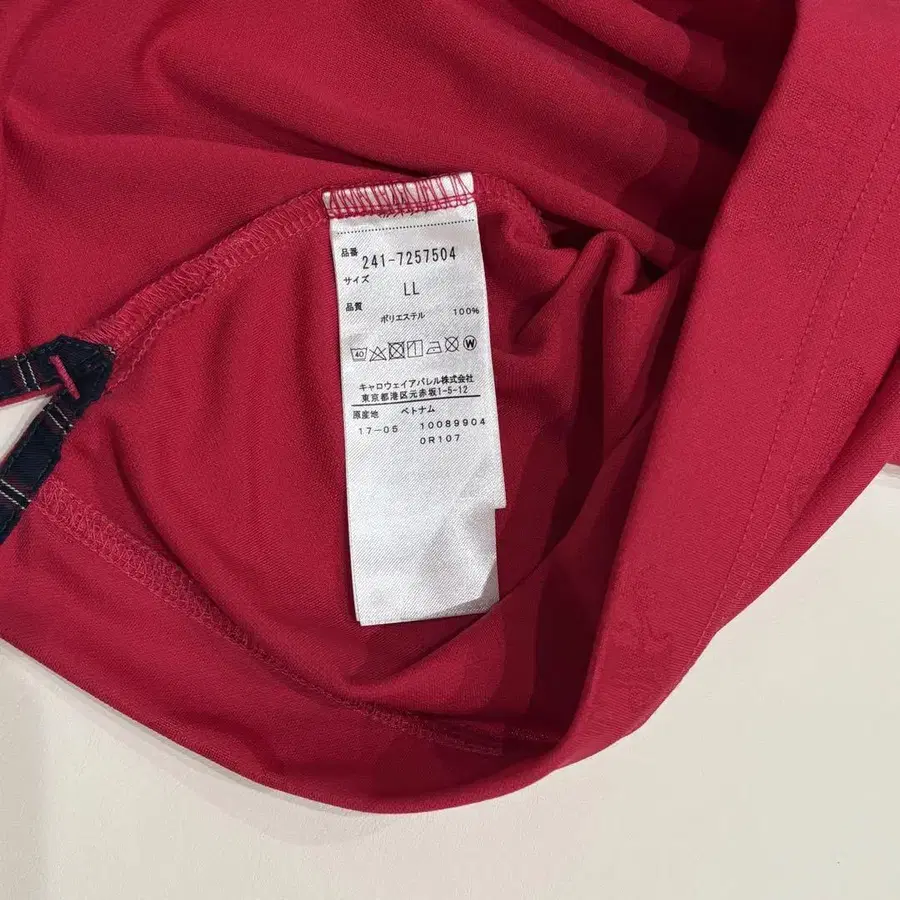 品番 241-7257504
サイズ
LL
品質
ポリエステル 100%
40 W
キャロウェイアパレル株式会社
東京都港区元赤坂1-5-12
原産地 ベトナム
17-05 10089904
0R107